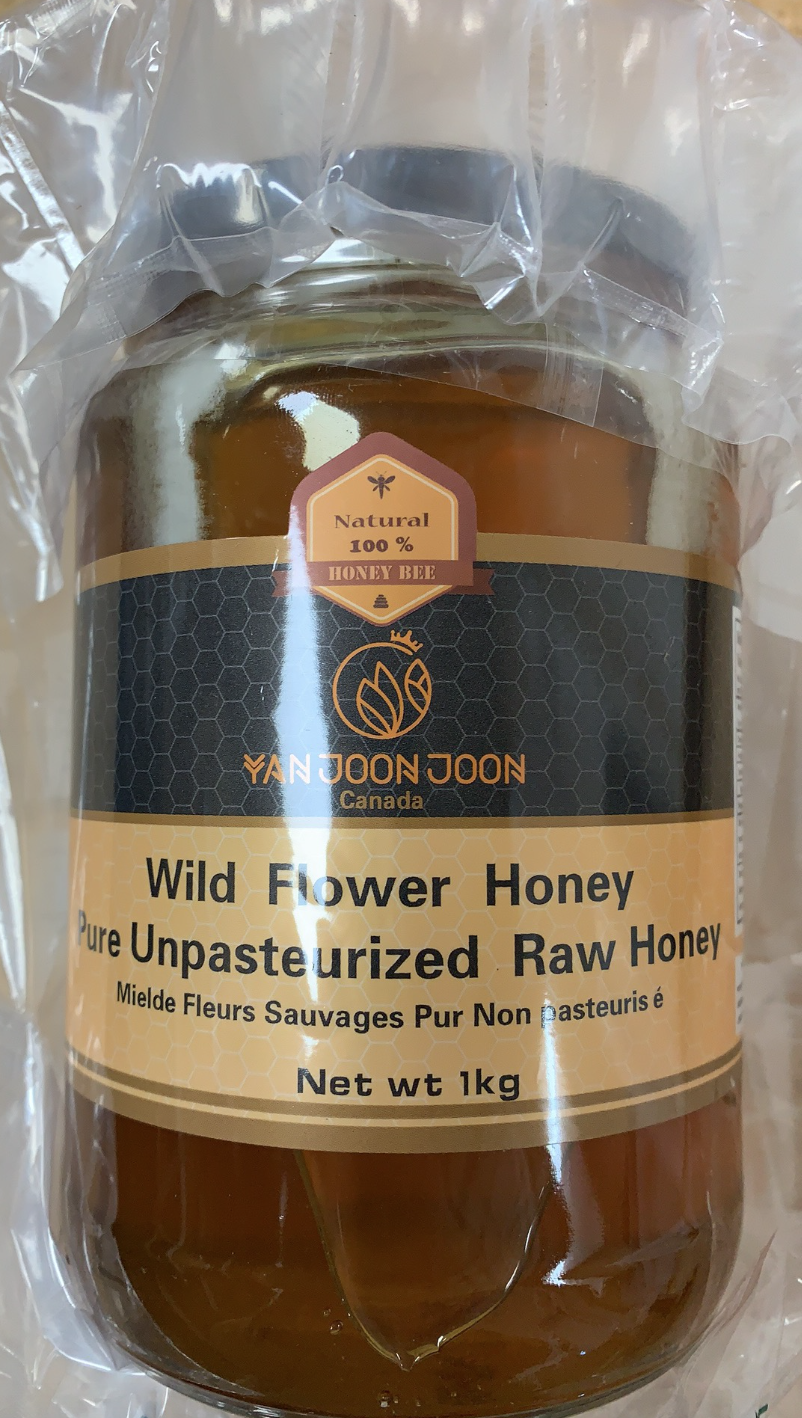 Natural
100 %
HONEY BEE
YAN JOON JOON
Canada
Wild Flower Honey
Pure Unpasteurized Raw Honey
Mielde Fleurs Sauvages Pur Non pasteuris é
Net wt 1kg